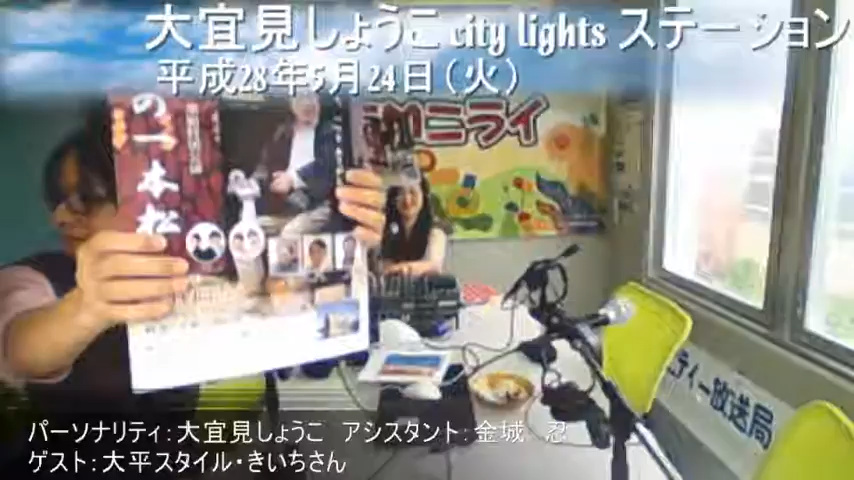 大宜見しょうこ city lights ステーション
平成28年5月24日（火）
の一本松
ニライ
ティー放送局
パーソナリティ：大宜見しょうこ　アシスタント：金城　忍
ゲスト：大平スタイル・きいちさん